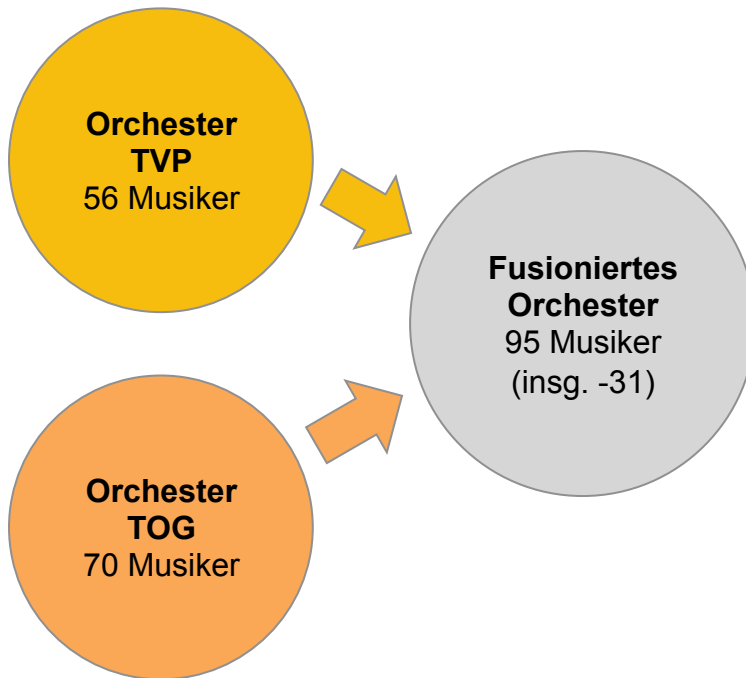 Orchester
TVP
56 Musiker
Fusioniertes
Orchester
95 Musiker
(insg. -31)
Orchester
TOG
70 Musiker